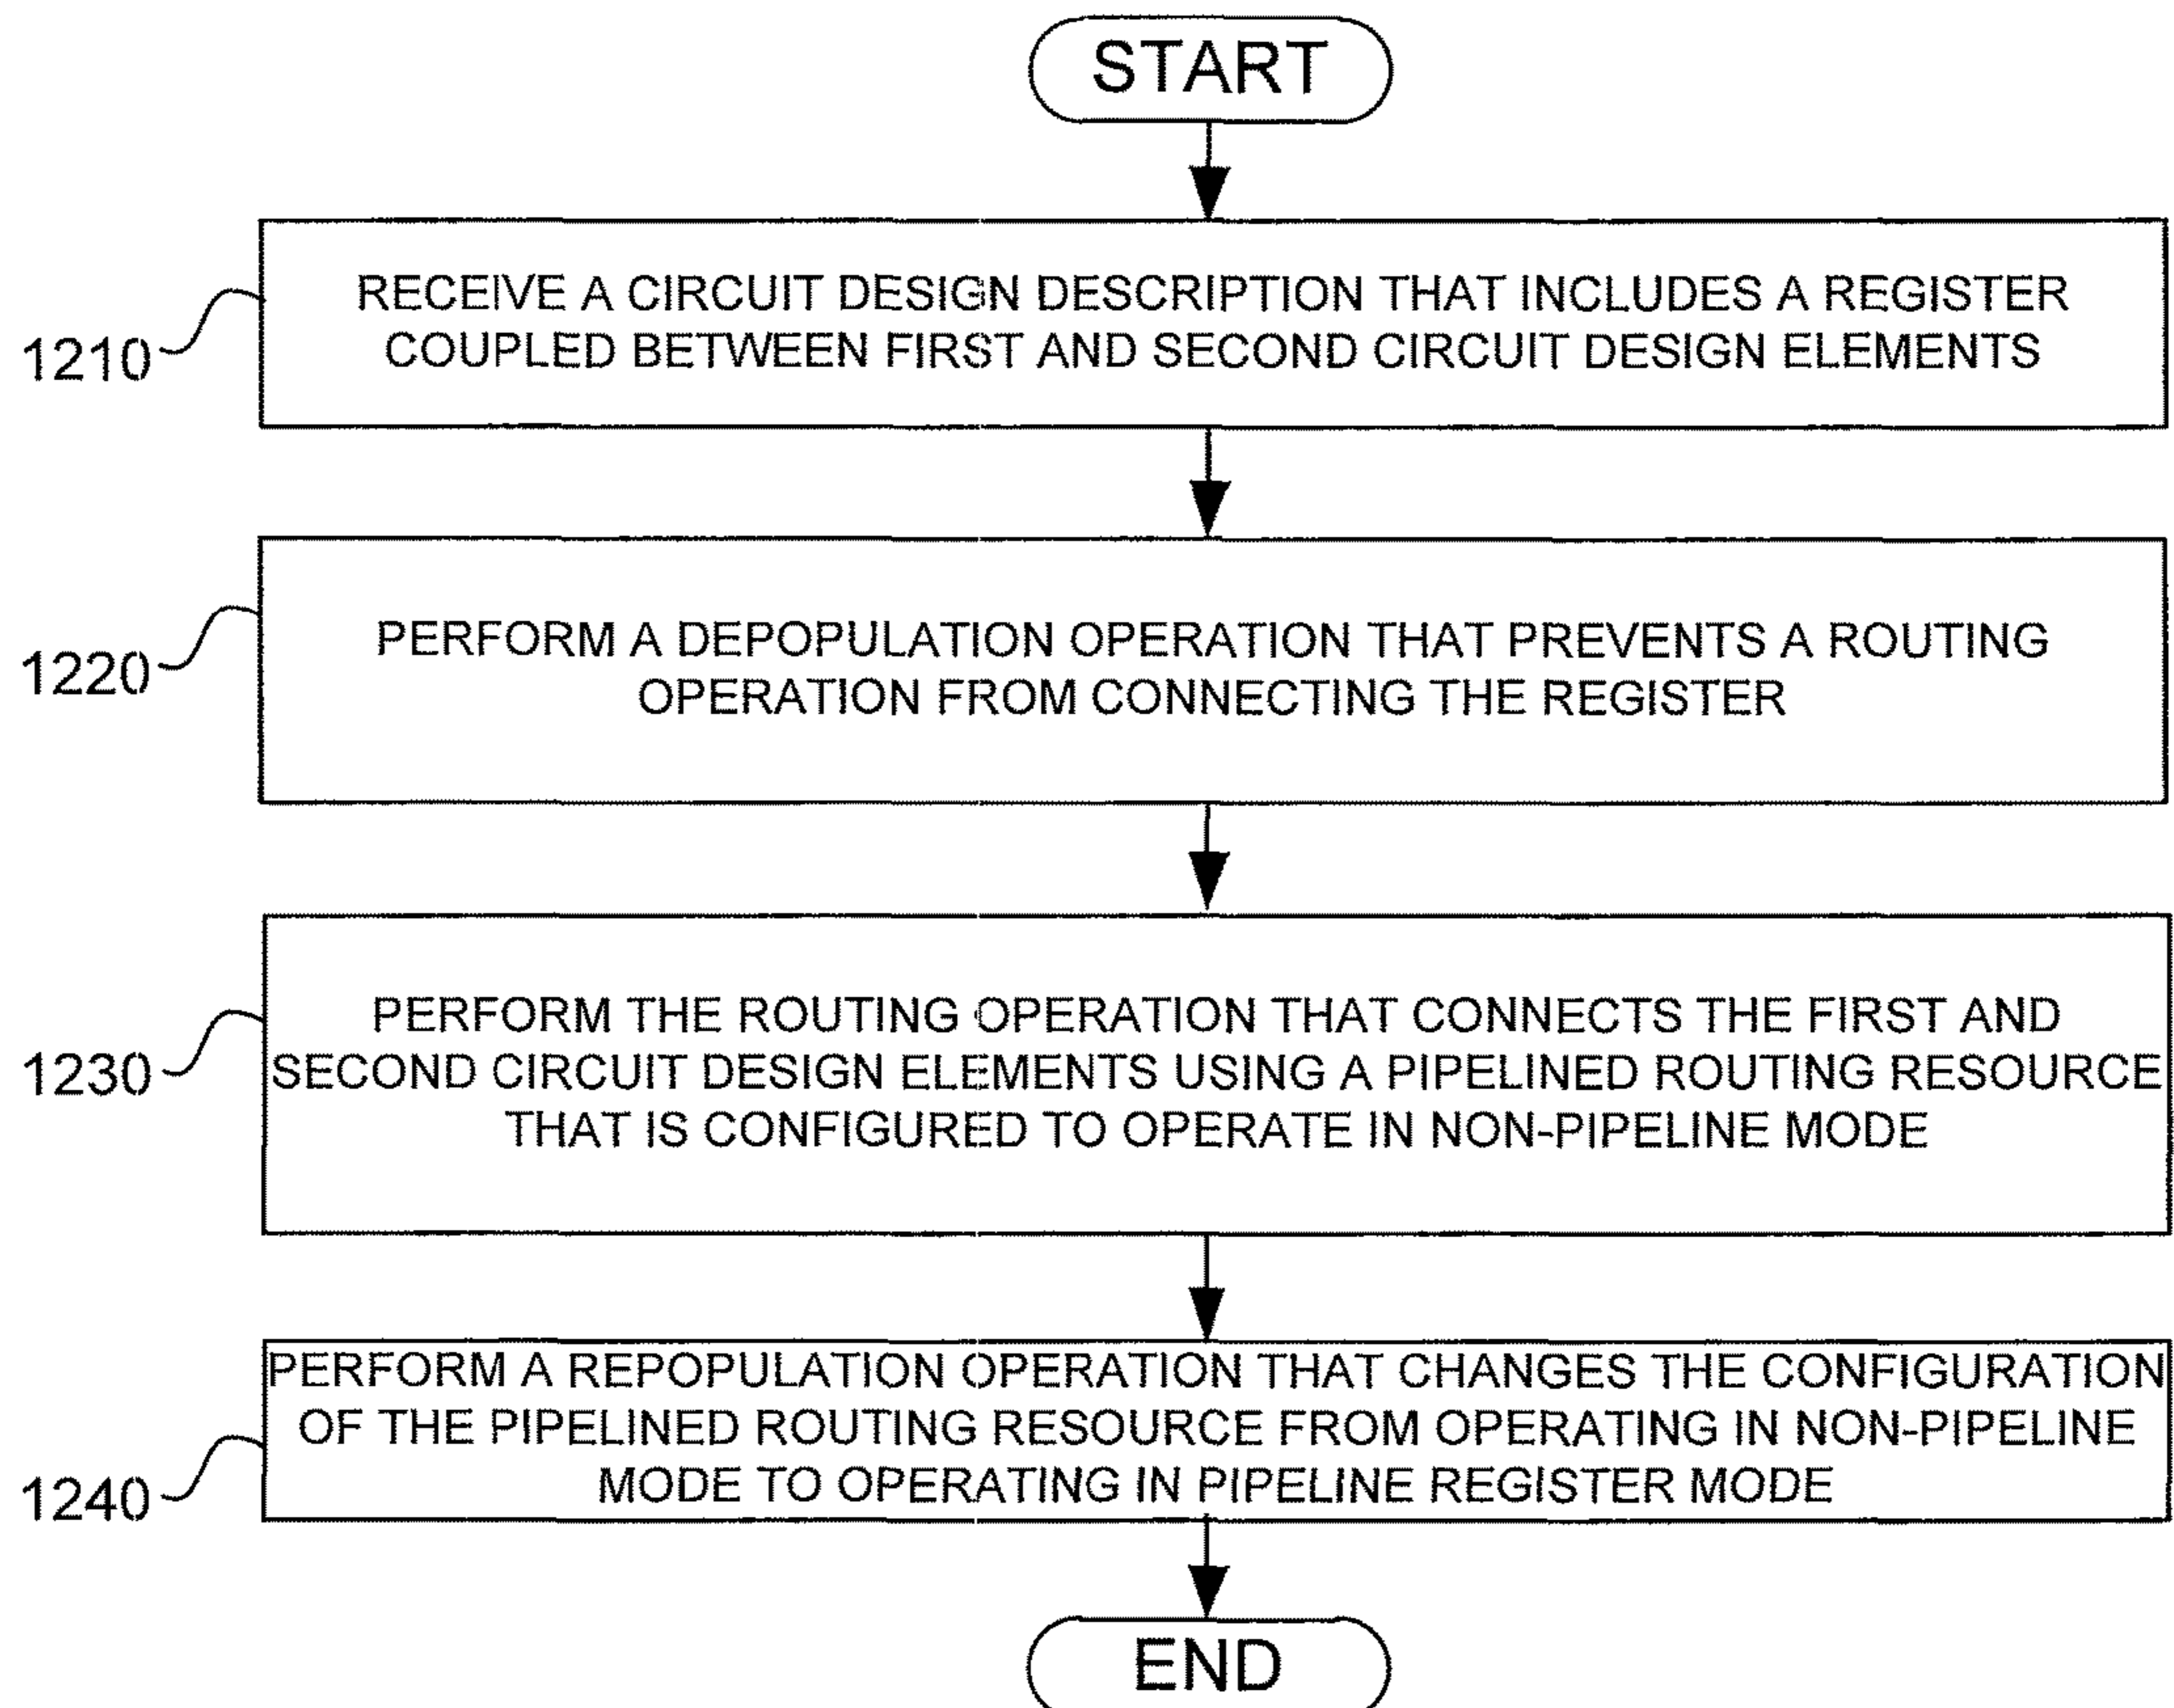 START
1210
RECEIVE A CIRCUIT DESIGN DESCRIPTION THAT INCLUDES A REGISTER
COUPLED BETWEEN FIRST AND SECOND CIRCUIT DESIGN ELEMENTS
1220
PERFORM A DEPOPULATION OPERATION THAT PREVENTS A ROUTING
OPERATION FROM CONNECTING THE REGISTER
1230
PERFORM THE ROUTING OPERATION THAT CONNECTS THE FIRST AND
SECOND CIRCUIT DESIGN ELEMENTS USING A PIPELINED ROUTING RESOURCE
THAT IS CONFIGURED TO OPERATE IN NON-PIPELINE MODE
1240
PERFORM A REPOPULATION OPERATION THAT CHANGES THE CONFIGURATION
OF THE PIPELINED ROUTING RESOURCE FROM OPERATING IN NON-PIPELINE
MODE TO OPERATING IN PIPELINE REGISTER MODE
END